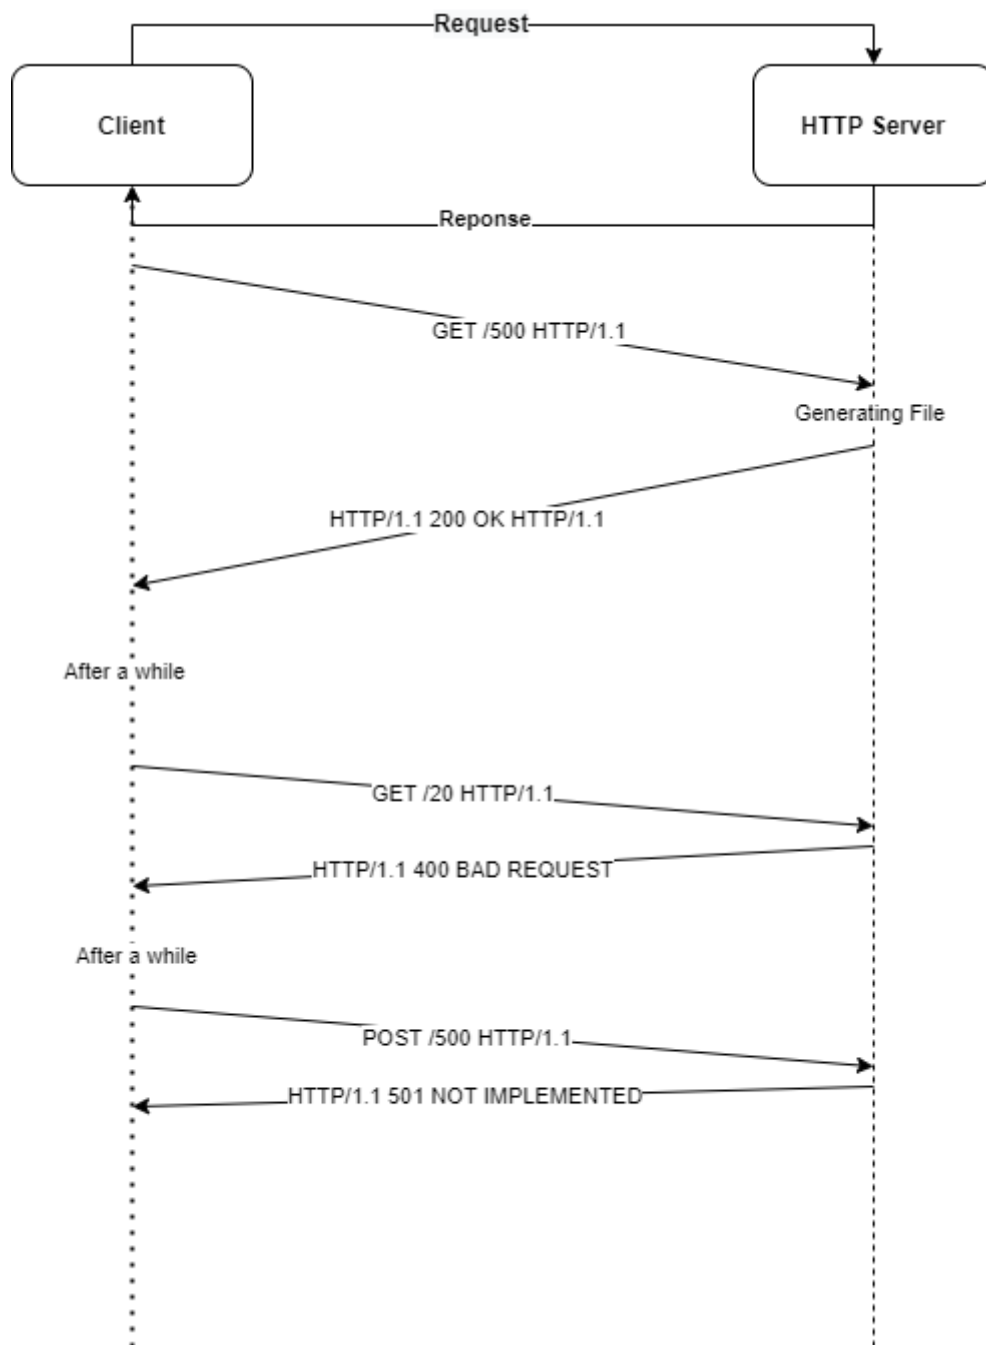 Request
Client
HTTP Server
Reponse
GET /500 HTTP/1.1
Generating File
HTTP/1.1 200 OK HTTP/1.1
After a while
GET /20 HTTP/1.1
HTTP/1.1 400 BAD REQUEST
After a while
POST /500 HTTP/1.1
HTTP/1.1 501 NOT IMPLEMENTED